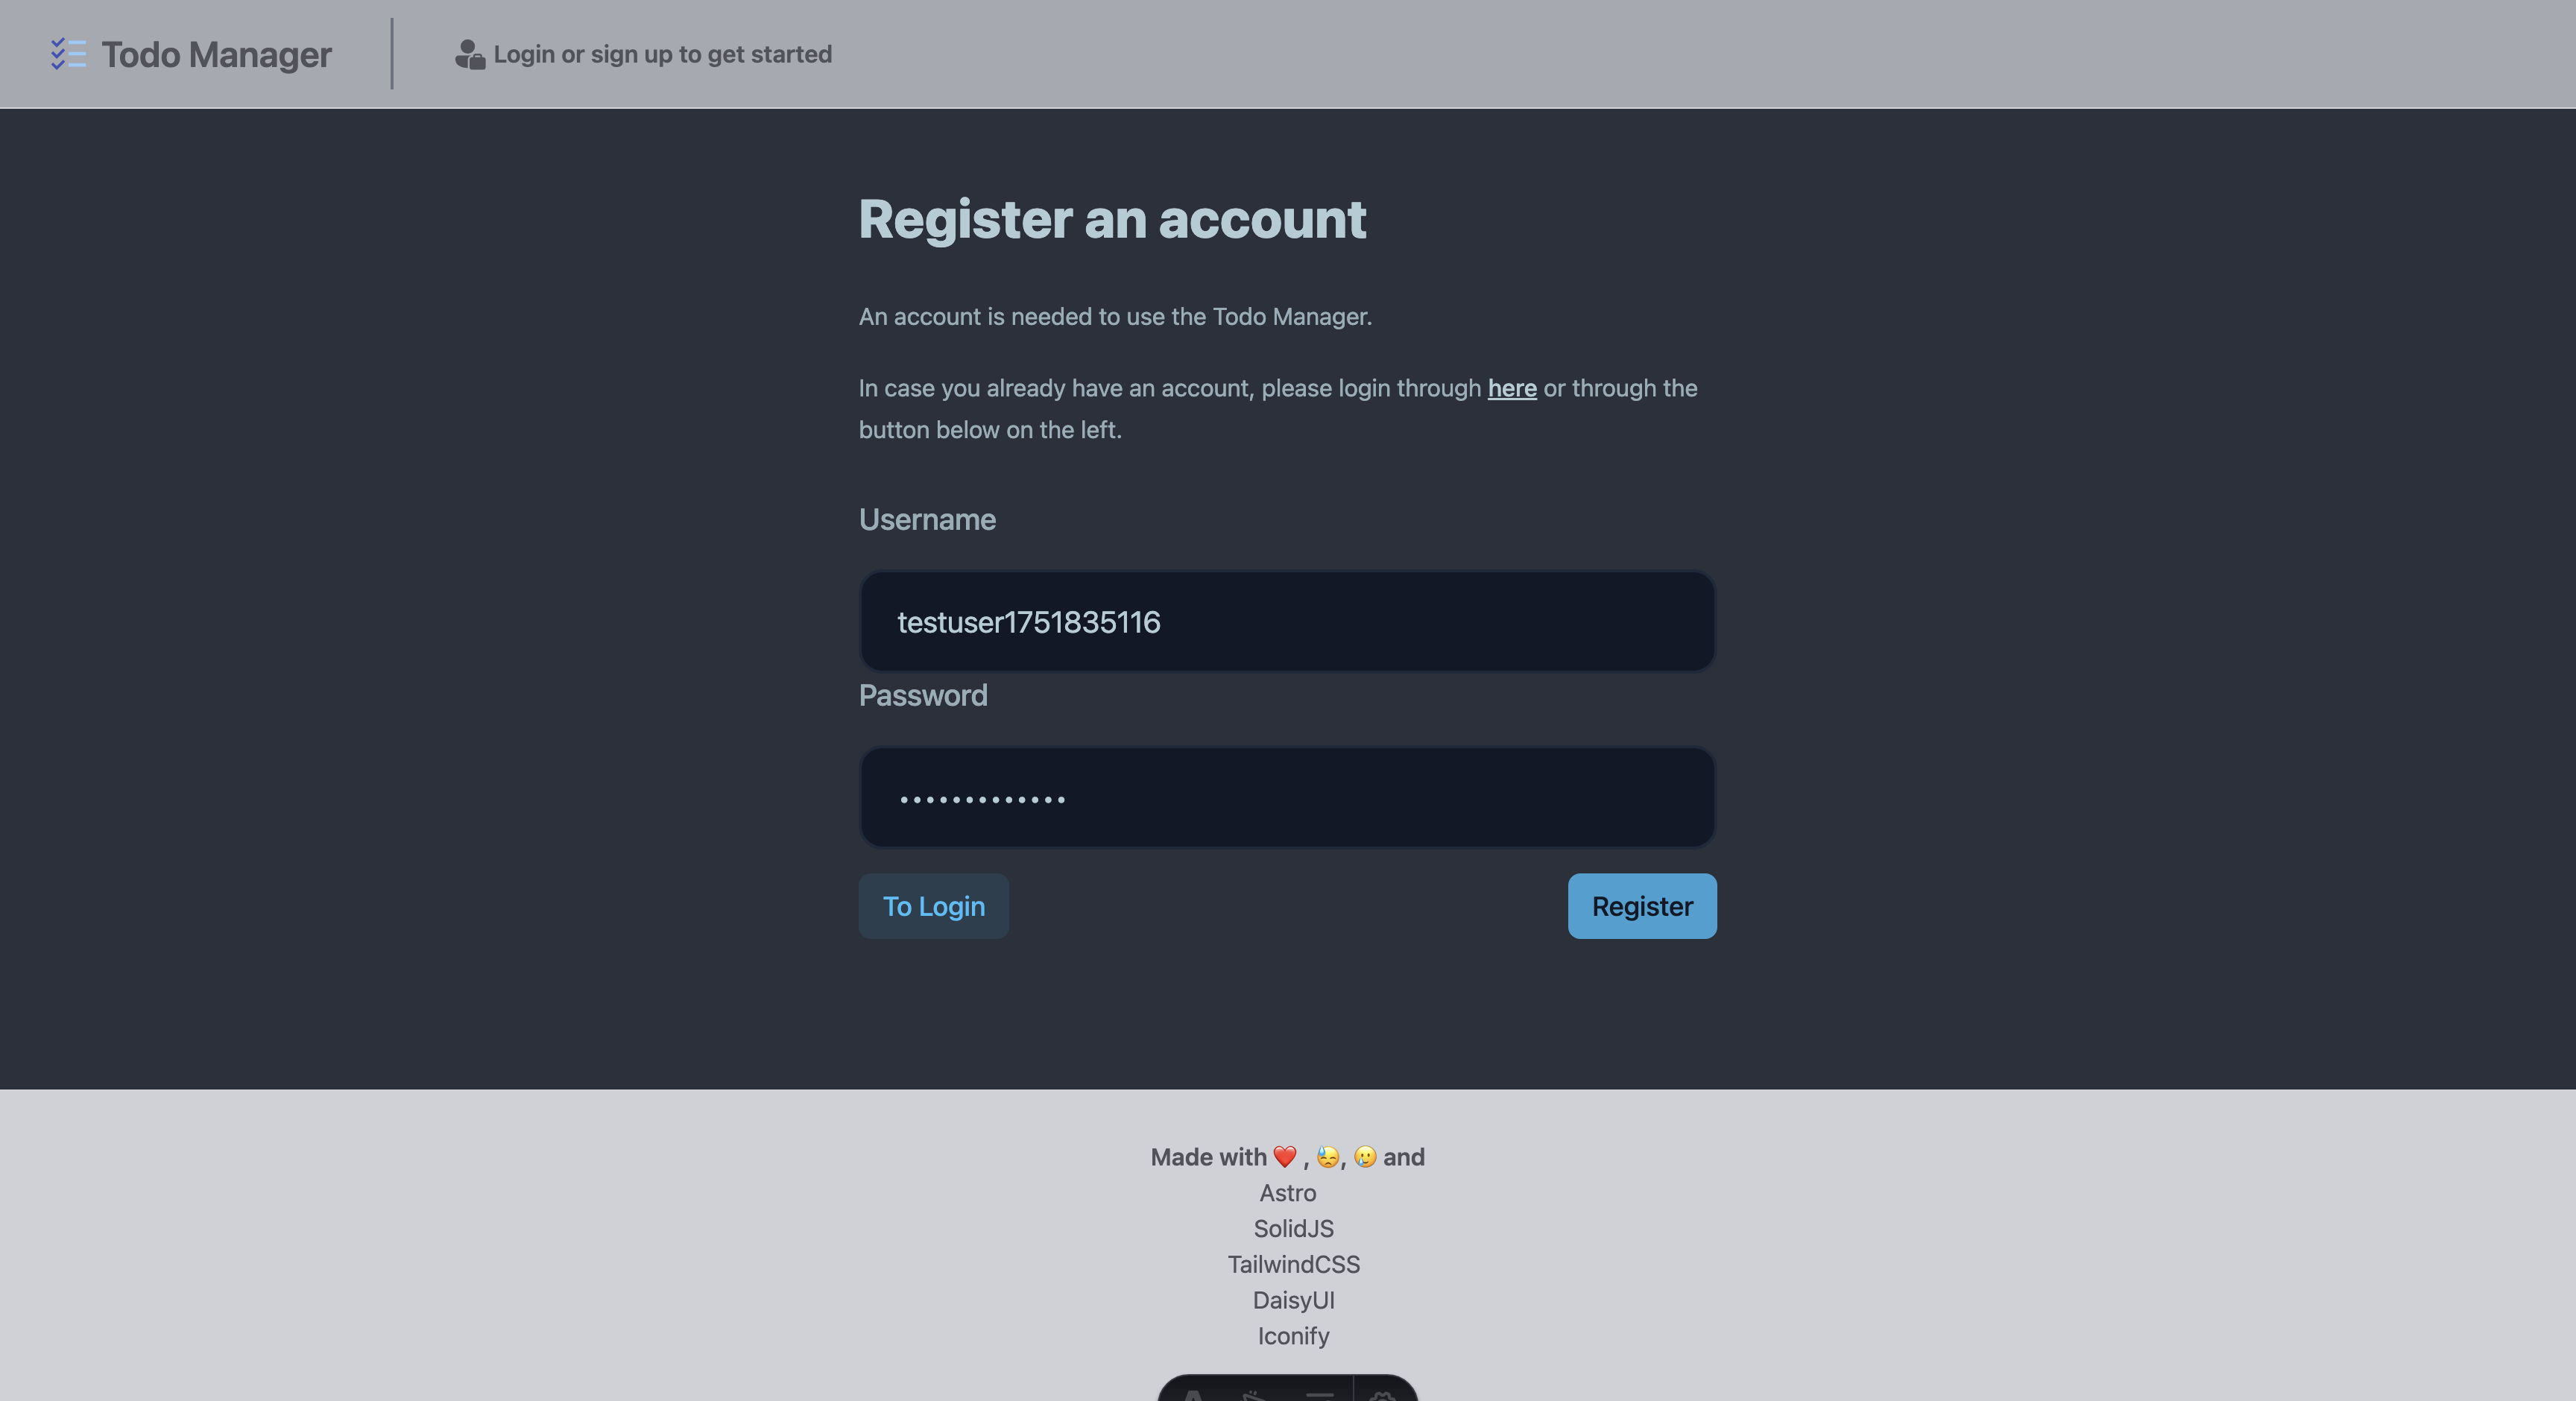 Todo Manager
Login or sign up to get started
Register an account
An account is needed to use the Todo Manager.
In case you already have an account, please login through here or through the
button below on the left.
Username
testuser1751835116
Password
•••••••••••••
To Login
Register
Made with ❤️ , 😓, 🥲 and
Astro
SolidJS
TailwindCSS
DaisyUI
Iconify